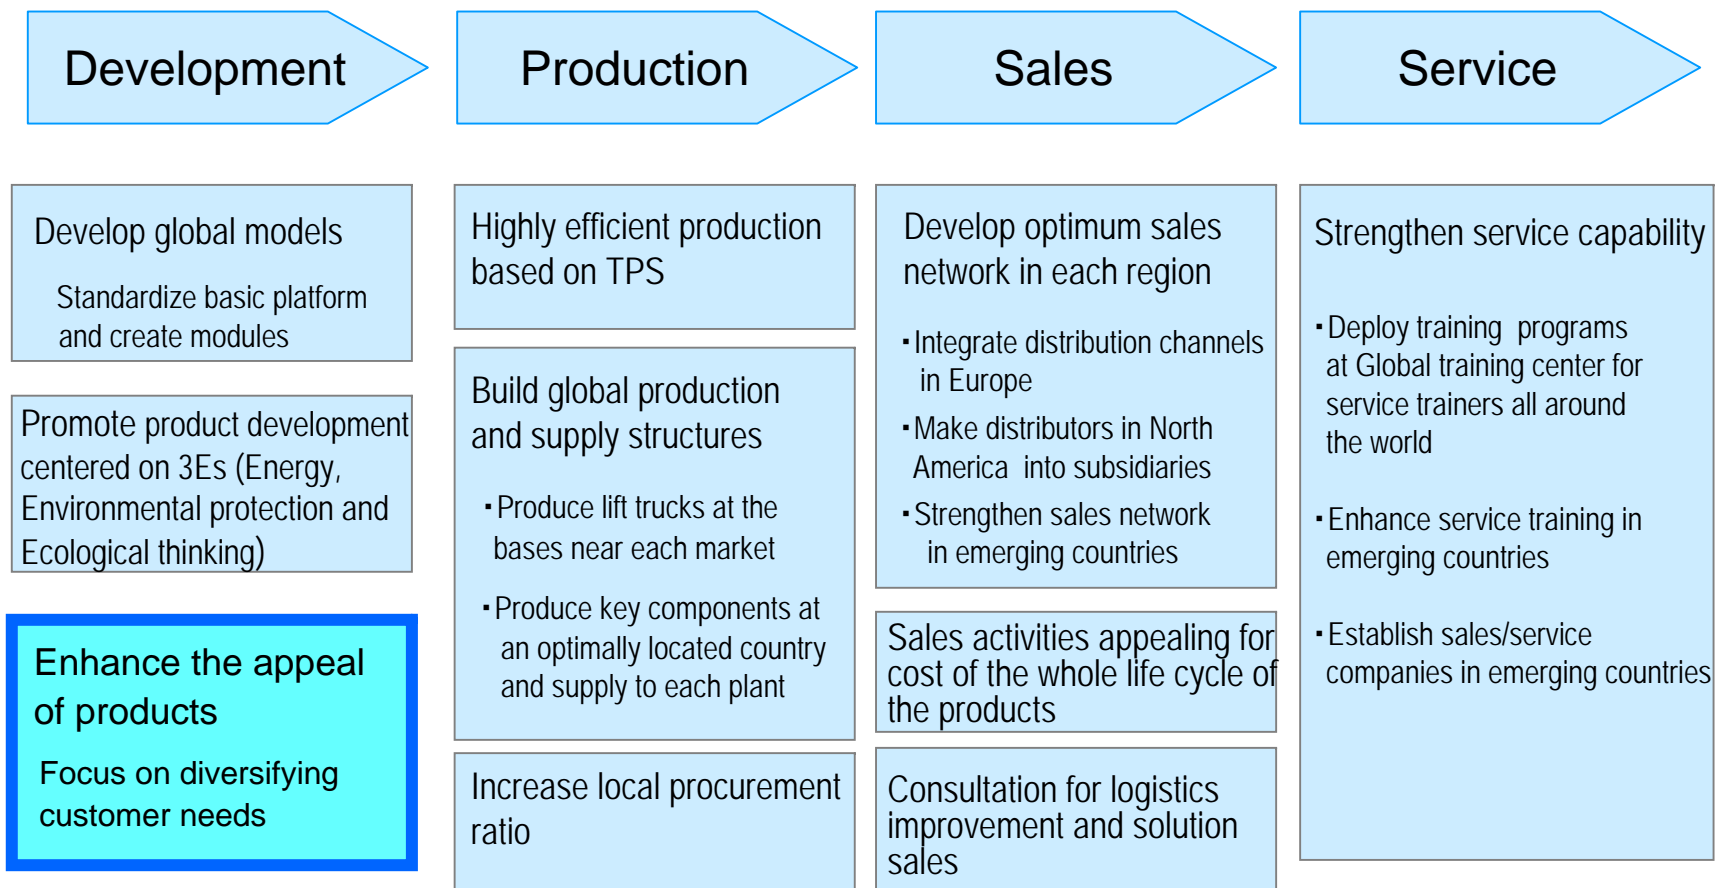 Development
Production
Sales
Service
Develop global models
Standardize basic platform
and create modules
Promote product development
centered on 3Es (Energy,
Environmental protection and
Ecological thinking)
Enhance the appeal
of products
Focus on diversifying
customer needs
Highly efficient production
based on TPS
Build global production
and supply structures
・Produce lift trucks at the
bases near each market
・Produce key components at
an optimally located country
and supply to each plant
Increase local procurement
ratio
Develop optimum sales
network in each region
・Integrate distribution channels
in Europe
・Make distributors in North
America into subsidiaries
・Strengthen sales network
in emerging countries
Sales activities appealing for
cost of the whole life cycle of
the products
Consultation for logistics
improvement and solution
sales
Strengthen service capability
・Deploy training programs
at Global training center for
service trainers all around
the world
・Enhance service training in
emerging countries
・Establish sales/service
companies in emerging countries